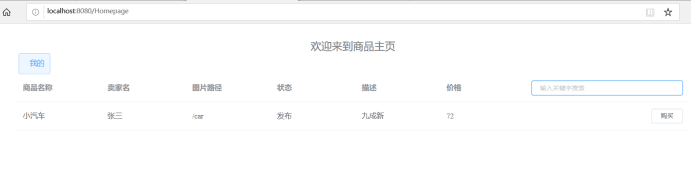 localhost:8080/Homepage
欢迎来到商品主页
我的
商品名称 卖家名 图片路径 状态 描述 价格 输入关键字搜索
小汽车 张三 /car 发布 九成新 72 购买